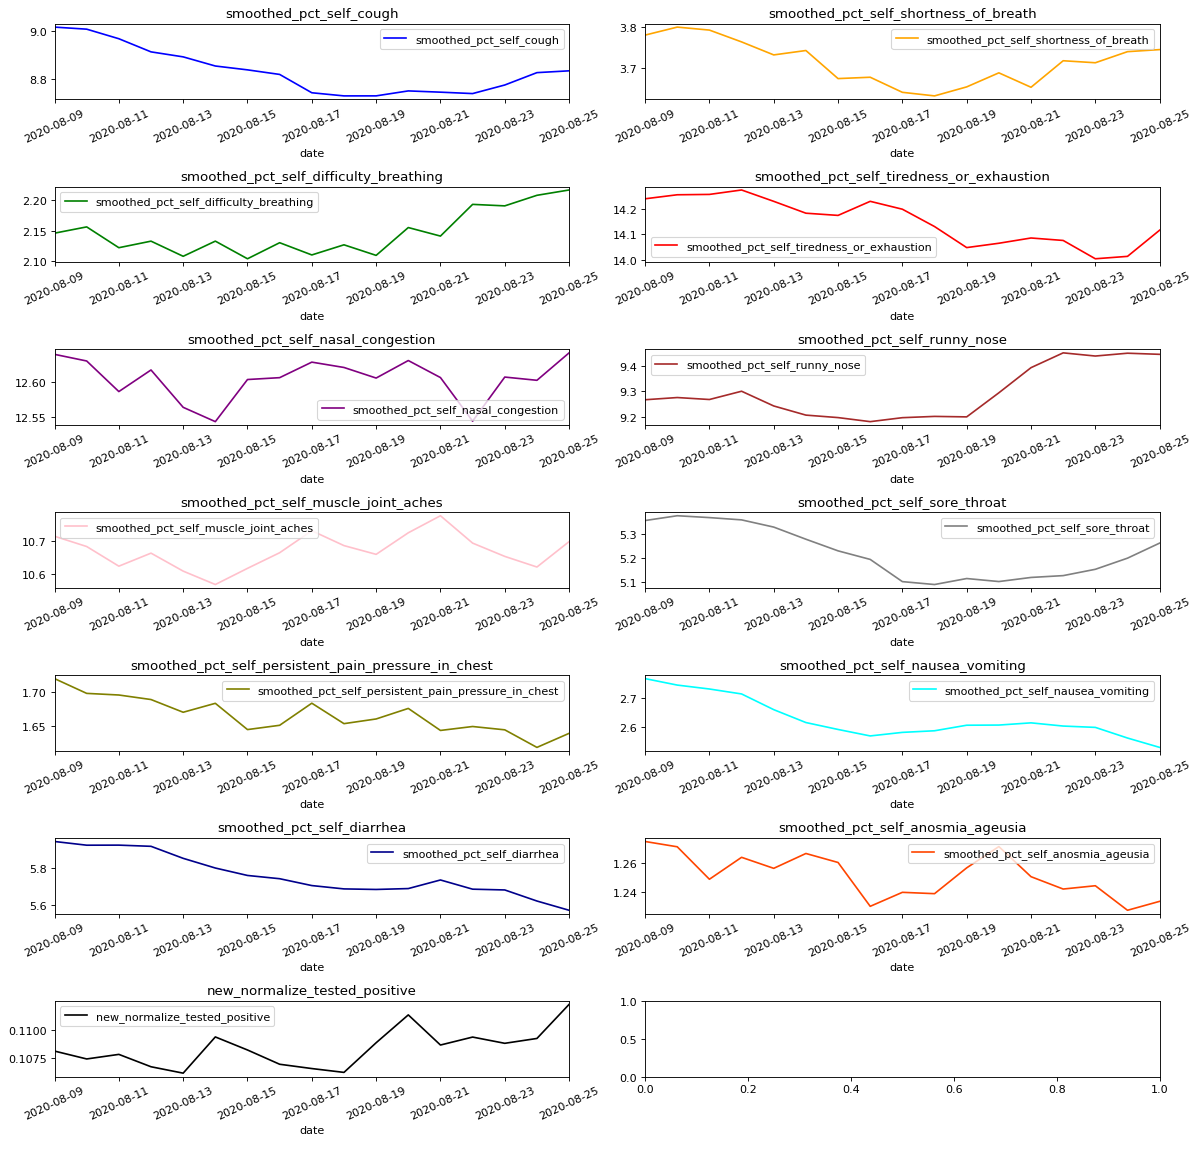 smoothed_pct_self_cough
9.0
8.8
smoothed_pct_self_cough
2020-08-09 2020-08-11 2020-08-13 2020-08-15 2020-08-17 2020-08-19 2020-08-21 2020-08-23 2020-08-25
date
smoothed_pct_self_shortness_of_breath
3.8
3.7
smoothed_pct_self_shortness_of_breath
2020-08-09 2020-08-11 2020-08-13 2020-08-15 2020-08-17 2020-08-19 2020-08-21 2020-08-23 2020-08-25
date
smoothed_pct_self_difficulty_breathing
2.20
2.15
2.10
smoothed_pct_self_difficulty_breathing
2020-08-09 2020-08-11 2020-08-13 2020-08-15 2020-08-17 2020-08-19 2020-08-21 2020-08-23 2020-08-25
date
smoothed_pct_self_tiredness_or_exhaustion
14.2
14.1
14.0
smoothed_pct_self_tiredness_or_exhaustion
2020-08-09 2020-08-11 2020-08-13 2020-08-15 2020-08-17 2020-08-19 2020-08-21 2020-08-23 2020-08-25
date
smoothed_pct_self_nasal_congestion
12.60
12.55
smoothed_pct_self_nasal_congestion
2020-08-09 2020-08-11 2020-08-13 2020-08-15 2020-08-17 2020-08-19 2020-08-21 2020-08-23 2020-08-25
date
smoothed_pct_self_runny_nose
9.4
9.3
9.2
smoothed_pct_self_runny_nose
2020-08-09 2020-08-11 2020-08-13 2020-08-15 2020-08-17 2020-08-19 2020-08-21 2020-08-23 2020-08-25
date
smoothed_pct_self_muscle_joint_aches
10.7
10.6
smoothed_pct_self_muscle_joint_aches
2020-08-09 2020-08-11 2020-08-13 2020-08-15 2020-08-17 2020-08-19 2020-08-21 2020-08-23 2020-08-25
date
smoothed_pct_self_sore_throat
5.3
5.2
5.1
smoothed_pct_self_sore_throat
2020-08-09 2020-08-11 2020-08-13 2020-08-15 2020-08-17 2020-08-19 2020-08-21 2020-08-23 2020-08-25
date
smoothed_pct_self_persistent_pain_pressure_in_chest
1.70
1.65
smoothed_pct_self_persistent_pain_pressure_in_chest
2020-08-09 2020-08-11 2020-08-13 2020-08-15 2020-08-17 2020-08-19 2020-08-21 2020-08-23 2020-08-25
date
smoothed_pct_self_nausea_vomiting
2.7
2.6
smoothed_pct_self_nausea_vomiting
2020-08-09 2020-08-11 2020-08-13 2020-08-15 2020-08-17 2020-08-19 2020-08-21 2020-08-23 2020-08-25
date
smoothed_pct_self_diarrhea
5.8
5.6
smoothed_pct_self_diarrhea
2020-08-09 2020-08-11 2020-08-13 2020-08-15 2020-08-17 2020-08-19 2020-08-21 2020-08-23 2020-08-25
date
smoothed_pct_self_anosmia_ageusia
1.26
1.24
smoothed_pct_self_anosmia_ageusia
2020-08-09 2020-08-11 2020-08-13 2020-08-15 2020-08-17 2020-08-19 2020-08-21 2020-08-23 2020-08-25
date
new_normalize_tested_positive
0.1100
0.1075
new_normalize_tested_positive
2020-08-09 2020-08-11 2020-08-13 2020-08-15 2020-08-17 2020-08-19 2020-08-21 2020-08-23 2020-08-25
date
1.0
0.5
0.0
0.0 0.2 0.4 0.6 0.8 1.0